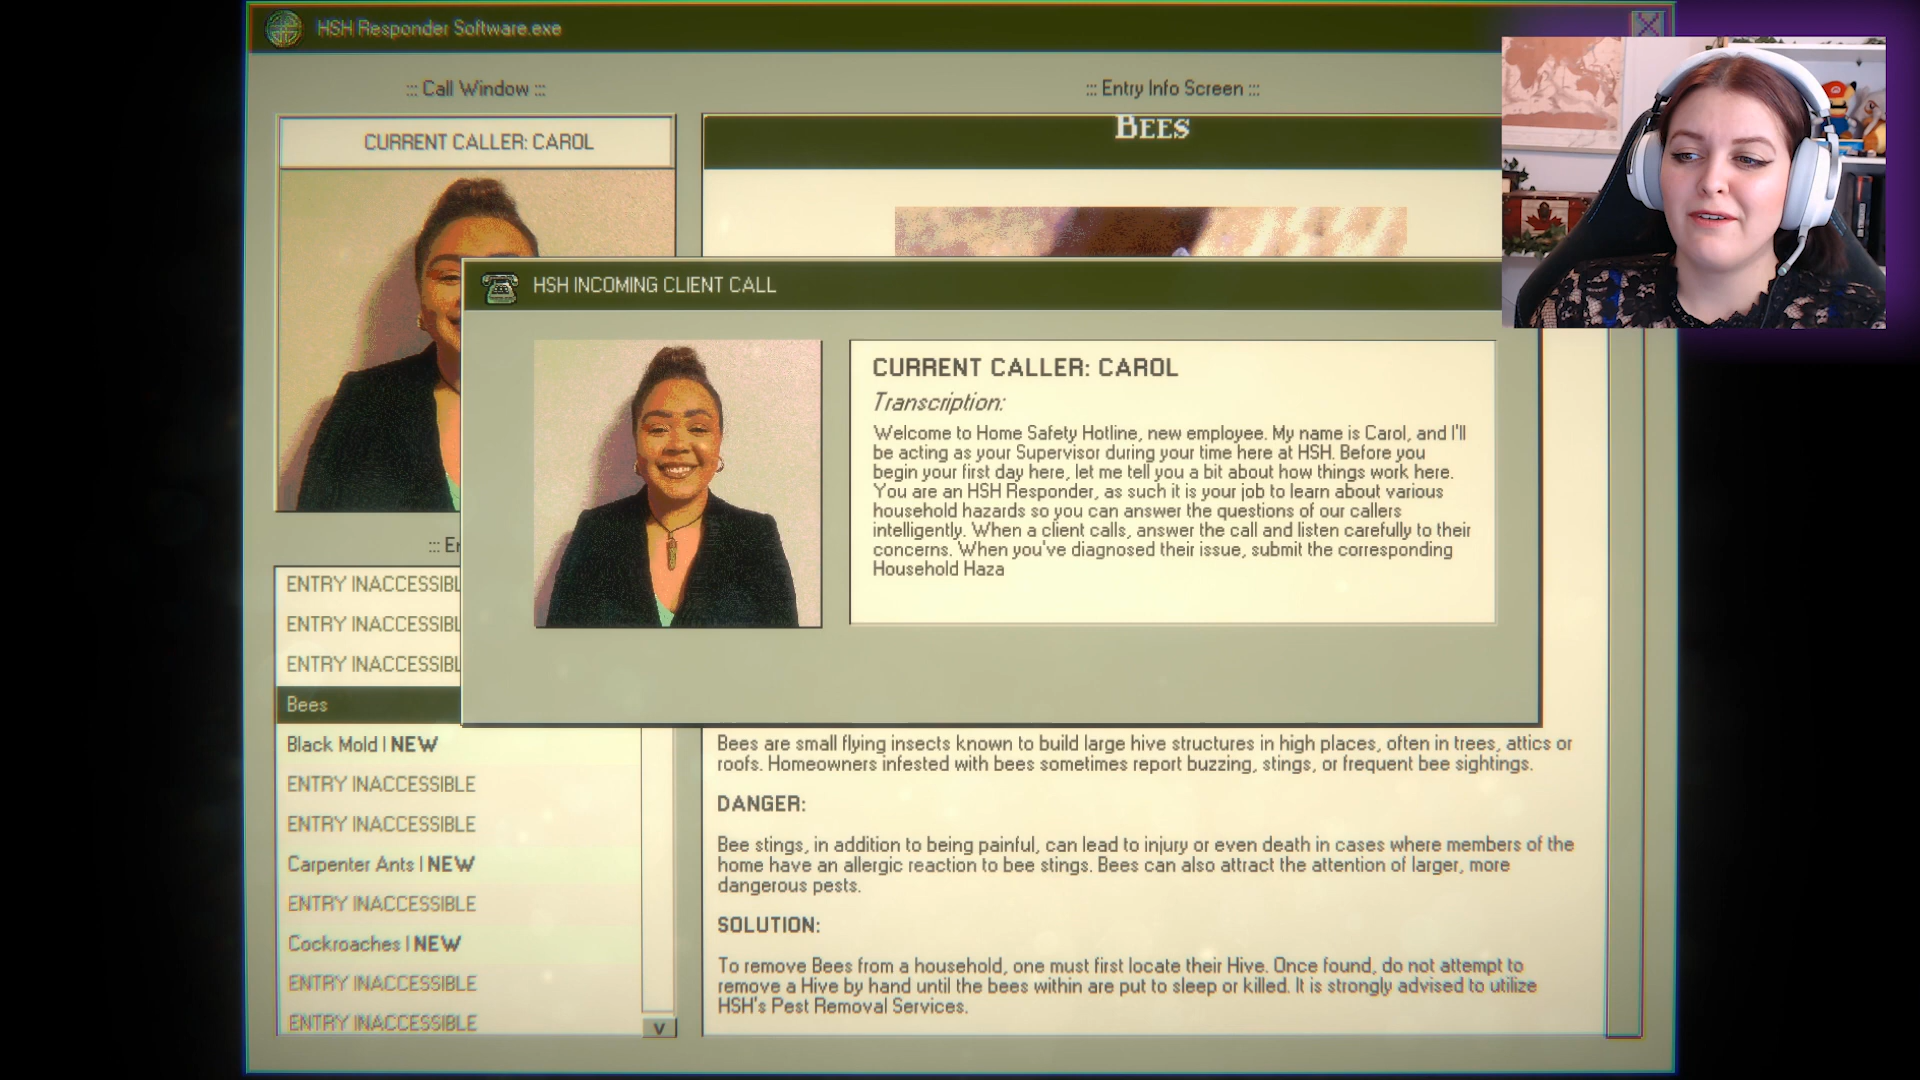 HSH Responder Software.exe
::: Call Window :::
::: Entry Info Screen :::
CURRENT CALLER: CAROL
BEES
HSH INCOMING CLIENT CALL
CURRENT CALLER: CAROL
Transcription:
Welcome to Home Safety Hotline, new employee. My name is Carol, and I'll
be acting as your Supervisor during your time here at HSH. Before you
begin your first day here, let me tell you a bit about how things work here.
You are an HSH Responder, as such it is your job to learn about various
household hazards so you can answer the questions of our callers
intelligently. When a client calls, answer the call and listen carefully to their
concerns. When you've diagnosed their issue, submit the corresponding
Household Haza
::: En
ENTRY INACCESSIBL
ENTRY INACCESSIBL
ENTRY INACCESSIBL
Bees
Black Mold | NEW
ENTRY INACCESSIBLE
ENTRY INACCESSIBLE
Carpenter Ants | NEW
ENTRY INACCESSIBLE
Cockroaches | NEW
ENTRY INACCESSIBLE
ENTRY INACCESSIBLE
V
Bees are small flying insects known to build large hive structures in high places, often in trees, attics or
roofs. Homeowners infested with bees sometimes report buzzing, stings, or frequent bee sightings.
DANGER:
Bee stings, in addition to being painful, can lead to injury or even death in cases where members of the
home have an allergic reaction to bee stings. Bees can also attract the attention of larger, more
dangerous pests.
SOLUTION:
To remove Bees from a household, one must first locate their Hive. Once found, do not attempt to
remove a Hive by hand until the bees within are put to sleep or killed. It is strongly advised to utilize
HSH's Pest Removal Services.